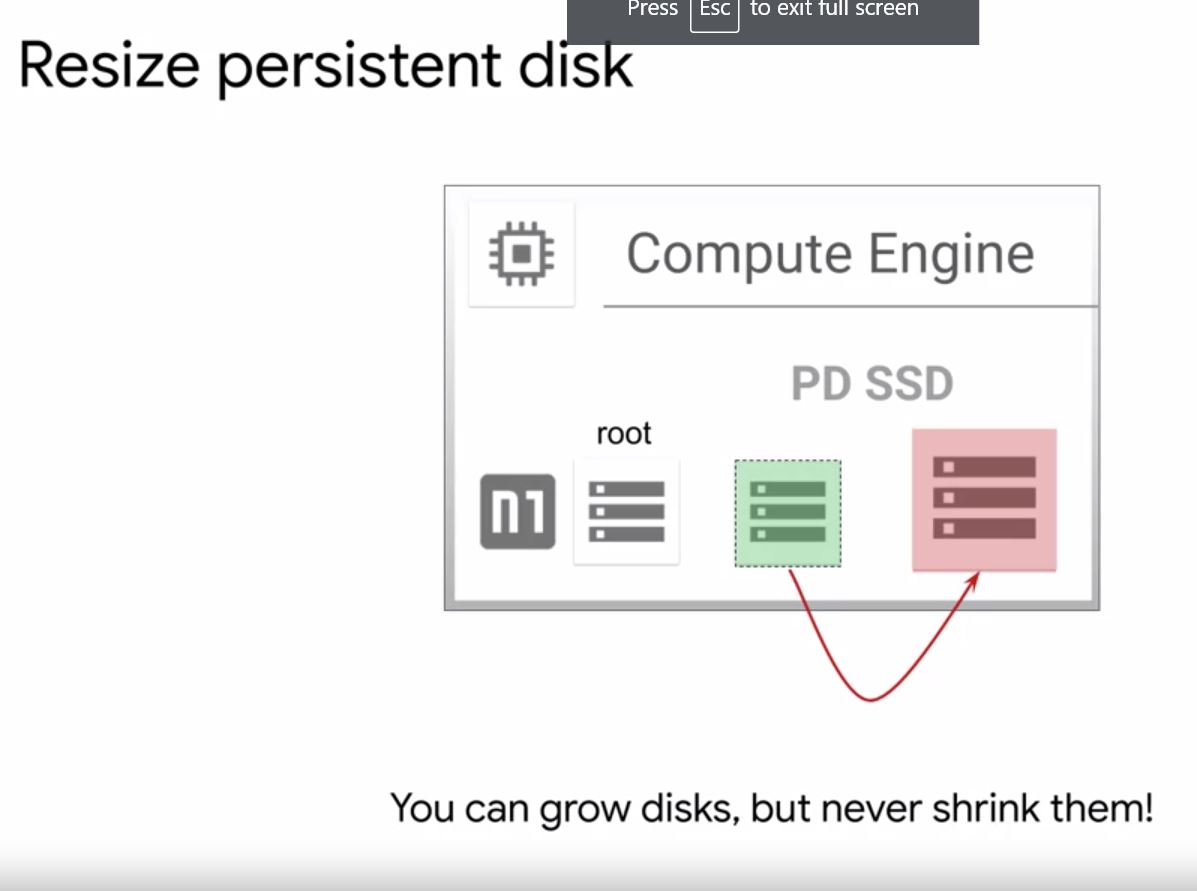 Press Esc to exit full screen
Resize persistent disk
Compute Engine
PD SSD
root
n1
You can grow disks, but never shrink them!